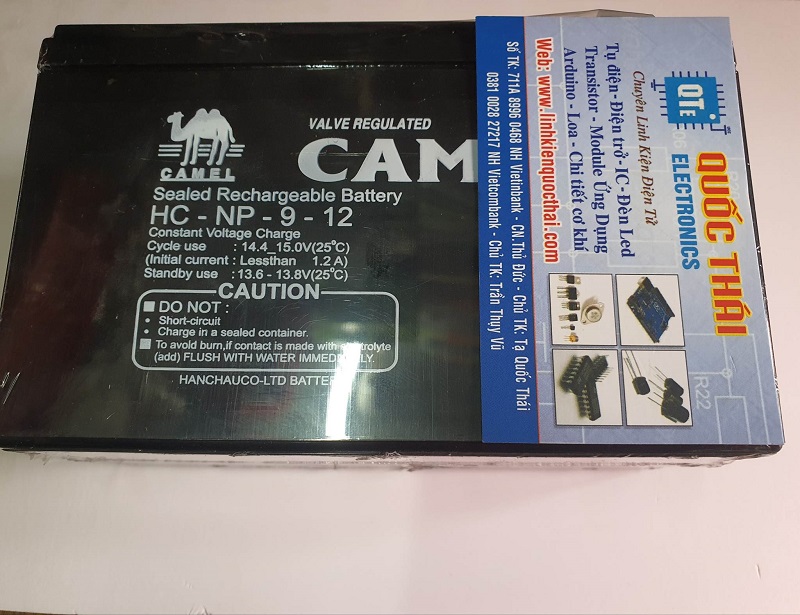 CAMEL
VALVE REGULATED
CAM
Sealed Rechargeable Battery
HC - NP - 9 - 12
Constant Voltage Charge
Cycle use : 14.4_15.0V(25°C)
(Initial current : Lessthan 1.2 A)
Standby use : 13.6 - 13.8V(25°C)
CAUTION
DO NOT :
• Short-circuit
• Charge in a sealed container.
To avoid burn,if contact is made with electrolyte
(add) FLUSH WITH WATER IMMEDIATELY.
HANCHAUCO-LTD BATTE
QTE
QUỐC THÁI
ELECTRONICS
Chuyên Linh Kiện Điện Tử
Tụ điện - Điện trở - IC - Đèn Led
Transistor - Module Ứng Dụng
Arduino - Loa - Chi tiết cơ khí
Web: www.linhkienquocthai.com
Số TK: 711A 8996 0468 NH Vietinbank - CN.Thủ Đức - Chủ TK: Tạ Quốc Thái
0381 0028 27217 NH Vietcombank - Chủ TK: Trần Thụy Vũ
R22